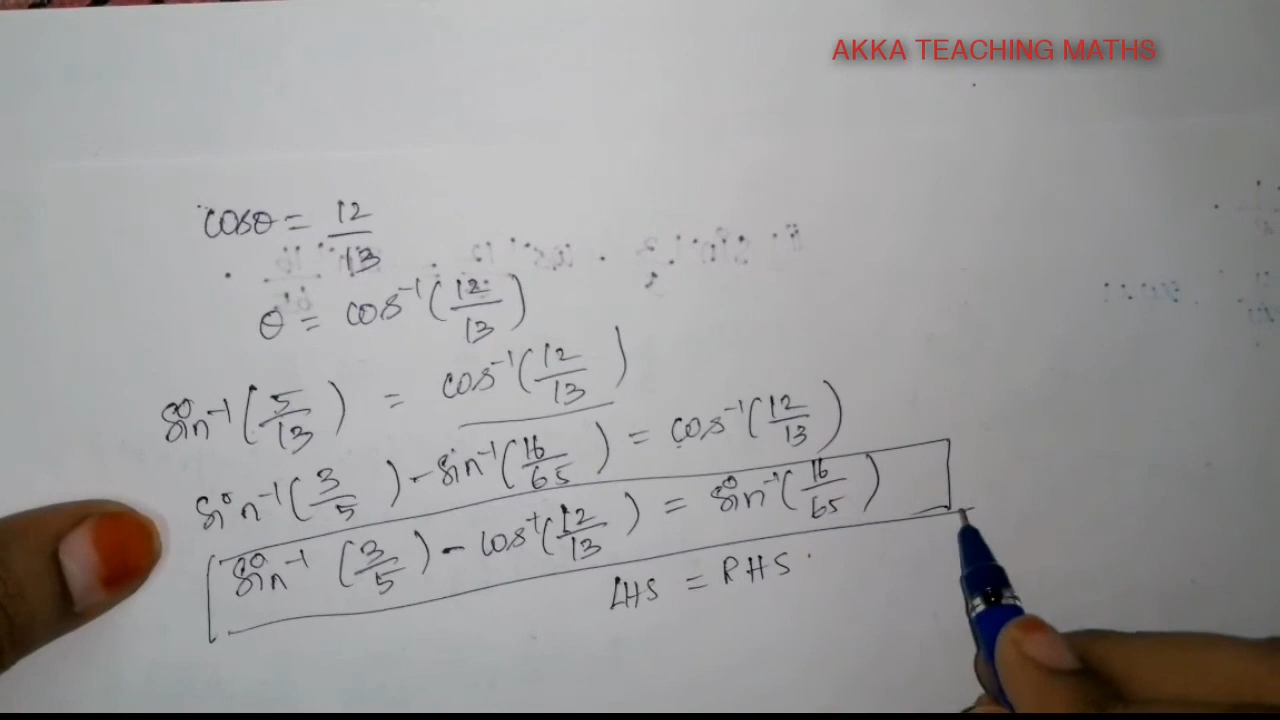 AKKA TEACHING MATHS
cosθ = 12/13
θ = cos⁻¹(12/13)
sin⁻¹(5/13) = cos⁻¹(12/13)
sin⁻¹(3/5) - sin⁻¹(16/65) = cos⁻¹(12/13)
sin⁻¹(3/5) - cos⁻¹(12/13) = sin⁻¹(16/65)
LHS = RHS